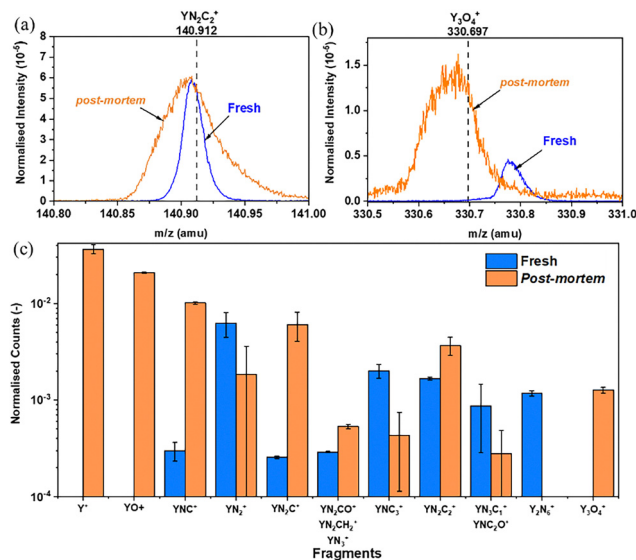 (a)
YN₂C₂⁺
140.912
Normalised Intensity (10⁻⁵)
8
7
6
5
4
3
2
1
0
post-mortem
Fresh
140.80
140.85
140.90
140.95
141.00
m/z (amu)
(b)
Y₃O₄⁺
330.697
Normalised Intensity (10⁻⁵)
1.5
1.0
0.5
0.0
post-mortem
Fresh
330.5
330.6
330.7
330.8
330.9
331.0
m/z (amu)
(c)
Fresh
Post-mortem
Normalised Counts (-)
10⁻²
10⁻³
10⁻⁴
Y⁺
YO+
YNC⁺
YN₂⁺
YN₂CO⁺
YN₂CH₂⁺
YN₃⁺
YNC₃⁺
YN₂C₂⁺
YN₃C₁⁺
YNC₂O⁺
Y₂N₆⁺
Y₃O₄⁺
Fragments